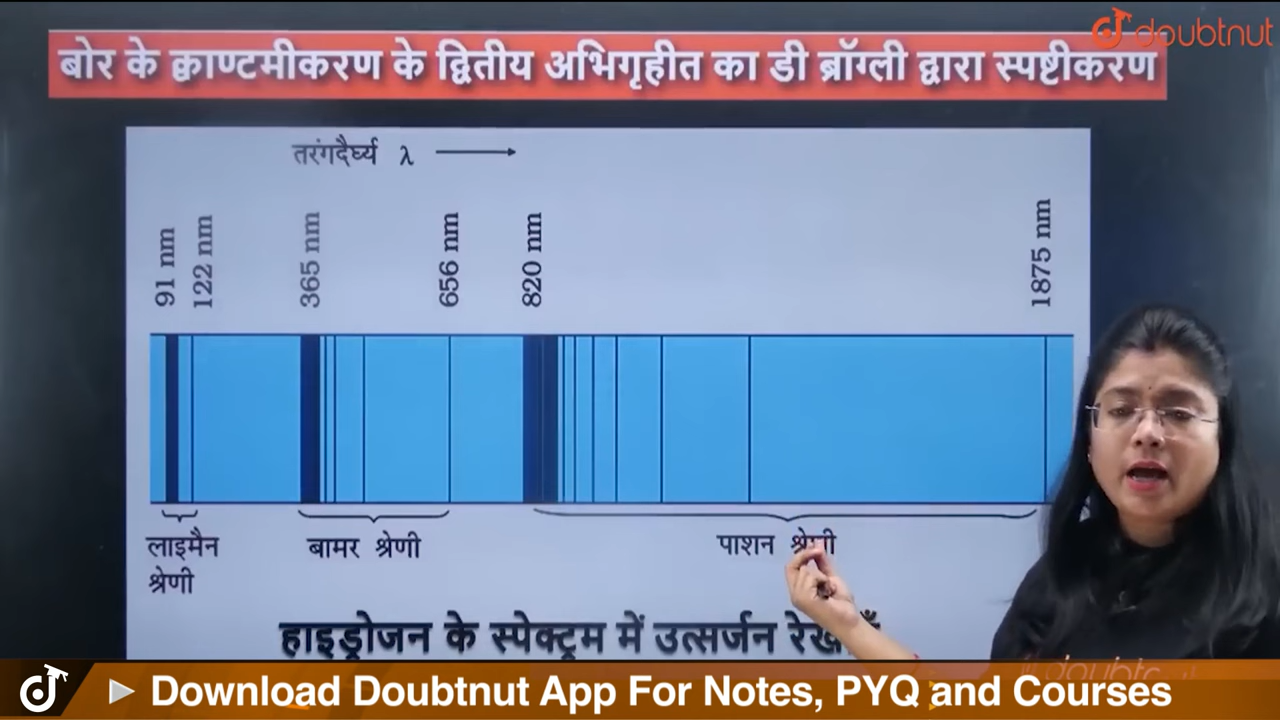 doubtnut
बोर के क्वाण्टमीकरण के द्वितीय अभिगृहीत का डी ब्रॉग्ली द्वारा स्पष्टीकरण
तरंगदैर्घ्य λ
91 nm
122 nm
365 nm
656 nm
820 nm
1875 nm
लाइमैन
श्रेणी
बामर श्रेणी
पाशन श्रेणी
हाइड्रोजन के स्पेक्ट्रम में उत्सर्जन
Download Doubtnut App For Notes, PYQ and Courses